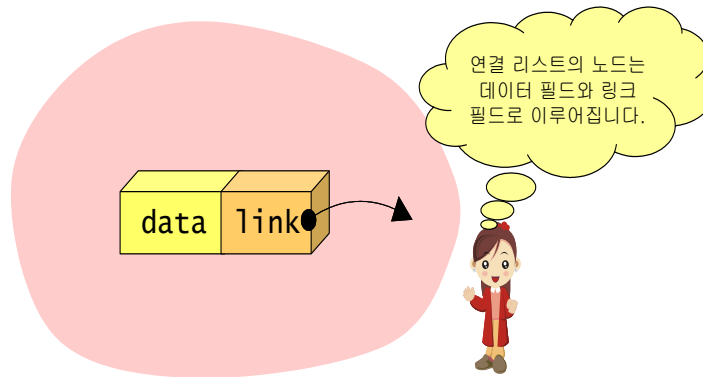 연결 리스트의 노드는
데이터 필드와 링크
필드로 이루어집니다.
data link